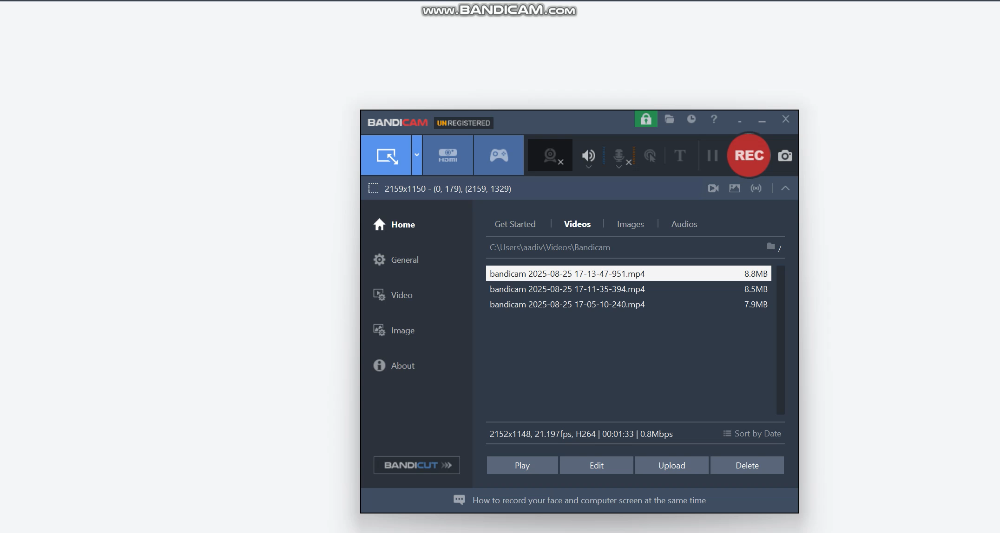 www.BANDICAM.com
BANDICAM UNREGISTERED
HDMI
T
REC
2159x1150 - (0, 179), (2159, 1329)
Home
General
Video
Image
About
BANDICUT
Get Started
Videos
Images
Audios
C:\Users\aadiv\Videos\Bandicam
/
bandicam 2025-08-25 17-13-47-951.mp4 8.8MB
bandicam 2025-08-25 17-11-35-394.mp4 8.5MB
bandicam 2025-08-25 17-05-10-240.mp4 7.9MB
2152x1148, 21.197fps, H264 | 00:01:33 | 0.8Mbps
Sort by Date
Play
Edit
Upload
Delete
How to record your face and computer screen at the same time